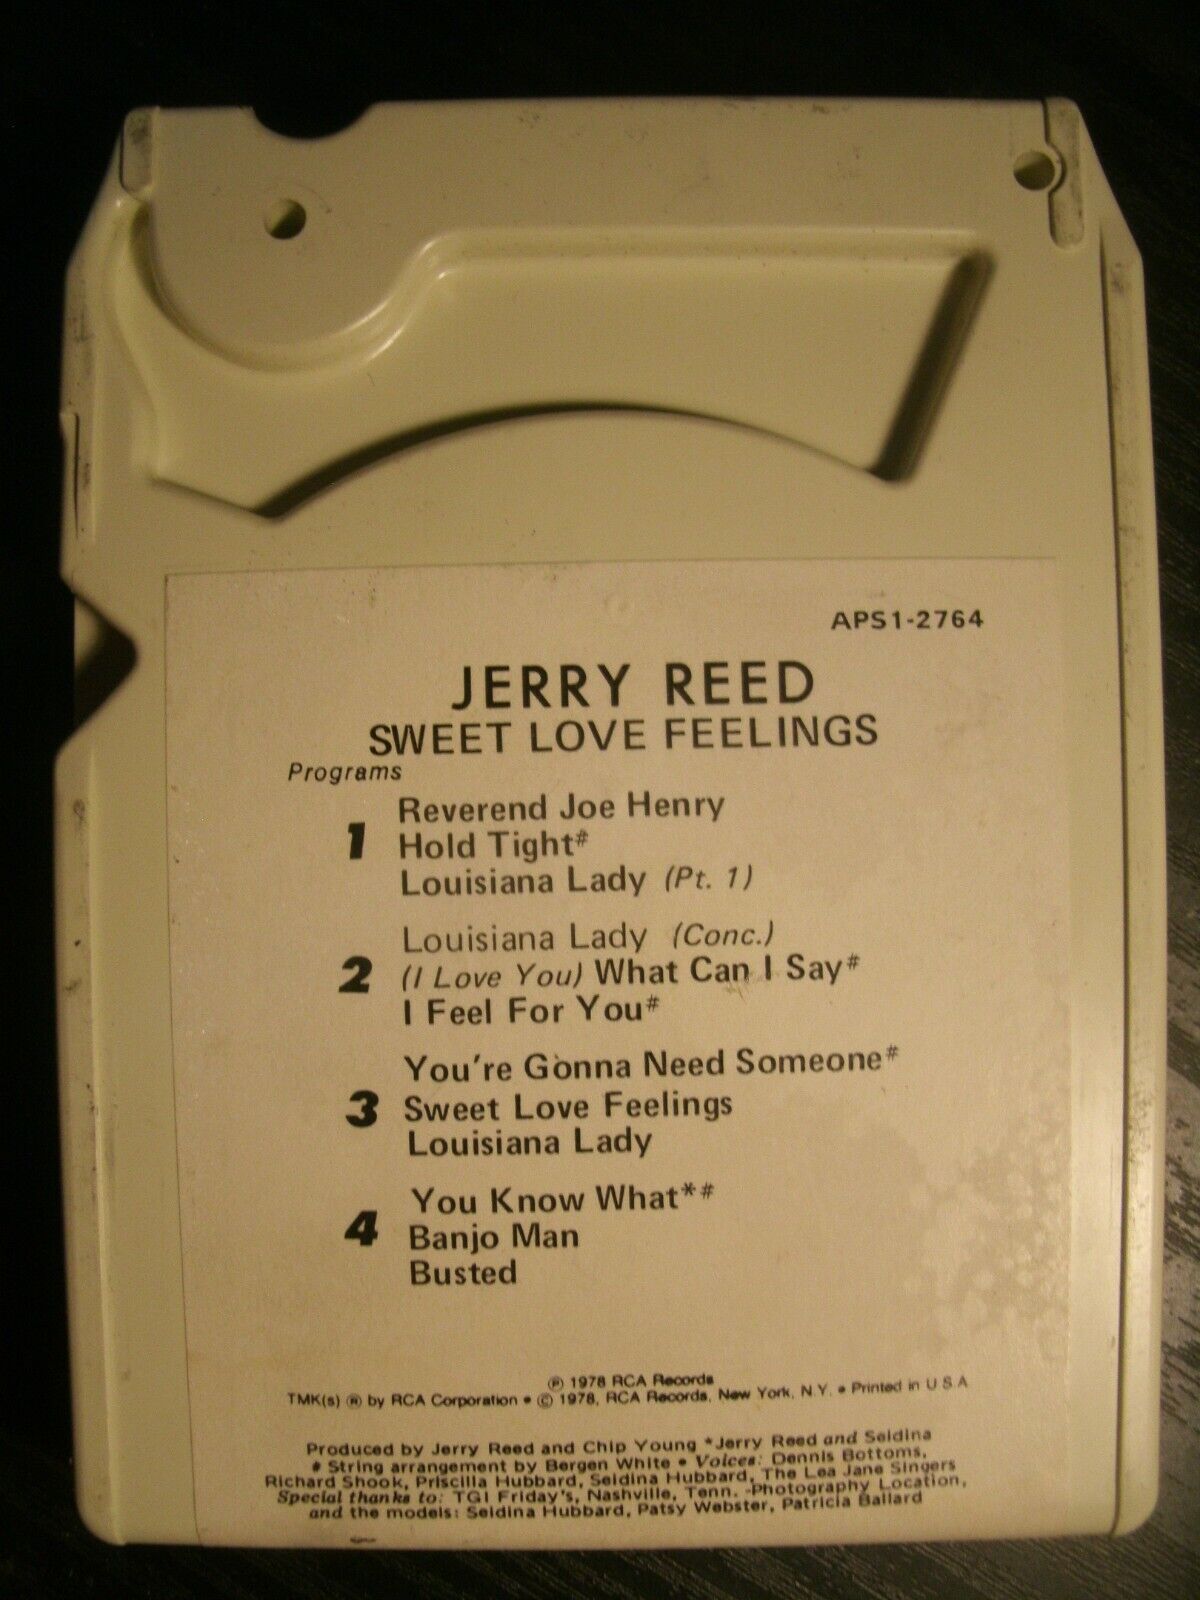 APS1-2764
JERRY REED
SWEET LOVE FEELINGS
Programs
1
Reverend Joe Henry
Hold Tight#
Louisiana Lady (Pt. 1)
2
Louisiana Lady (Conc.)
(I Love You) What Can I Say#
I Feel For You#
3
You're Gonna Need Someone#
Sweet Love Feelings
Louisiana Lady
4
You Know What*#
Banjo Man
Busted
℗ 1978 RCA Records
TMK(s) ® by RCA Corporation • © 1978, RCA Records, New York, N.Y. • Printed in U.S.A
Produced by Jerry Reed and Chip Young *Jerry Reed and Seidina
# String arrangement by Bergen White • Voices: Dennis Bottoms,
Richard Shook, Priscilla Hubbard, Seidina Hubbard, The Lea Jane Singers
Special thanks to: TGI Friday's, Nashville, Tenn. -Photography Location,
and the models: Seidina Hubbard, Patsy Webster, Patricia Ballard